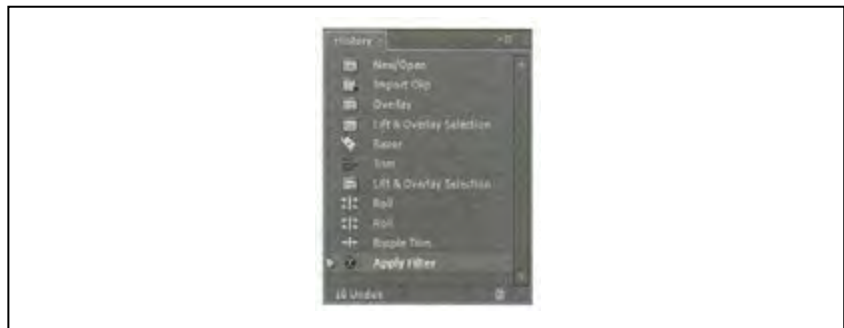 History
New/Open
Import Clip
Overlay
Lift & Overlay Selection
Razor
Trim
Lift & Overlay Selection
Roll
Roll
Ripple Trim
Apply Filter
Undos